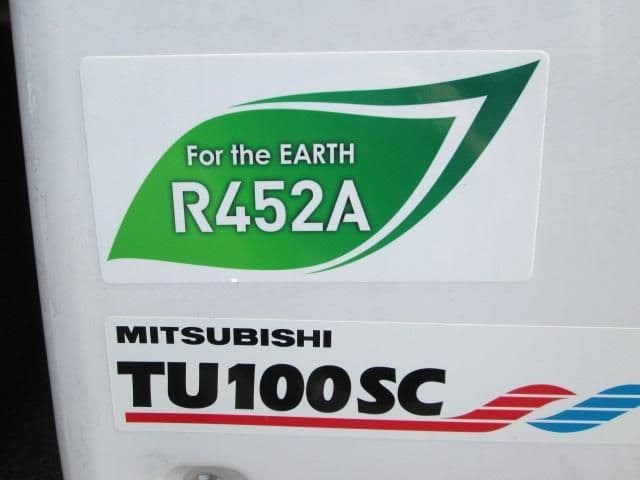 For the EARTH
R452A
MITSUBISHI
TU100SC